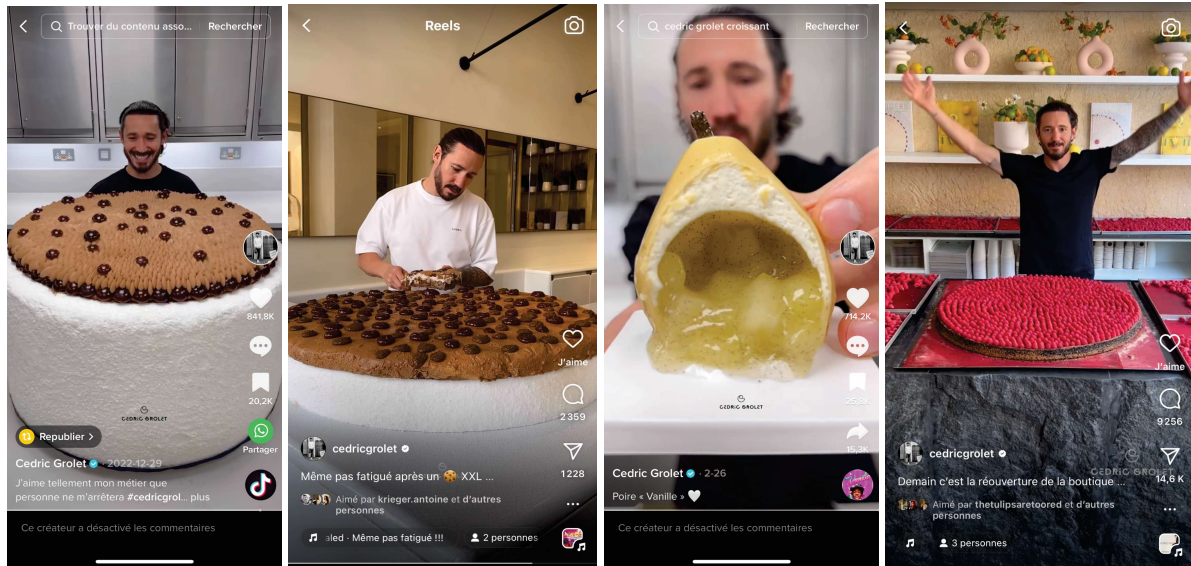 Trouver du contenu asso...
Rechercher
841,8K
20,2K
CEDRIC GROLET
Republier >
Partager
Cedric Grolet · 2022-12-29
J'aime tellement mon métier que
personne ne m'arrêtera #cedricgrol... plus
Ce créateur a désactivé les commentaires
Reels
J'aime
2359
1228
cedricgrolet
Même pas fatigué après un 🍪 XXL ...
Aimé par krieger.antoine et d'autres
personnes
aled · Même pas fatigué !!!
2 personnes
cedric grolet croissant
Rechercher
714,2K
15,3K
CEDRIC GROLET
Cedric Grolet · 2-26
Poire « Vanille » 🤍
Ce créateur a désactivé les commentaires
J'aime
9256
14,6 K
cedricgrolet
CEDRIC GROLET
Demain c'est la réouverture de la boutique ...
Aimé par thetulipsaretoored et d'autres
personnes
3 personnes